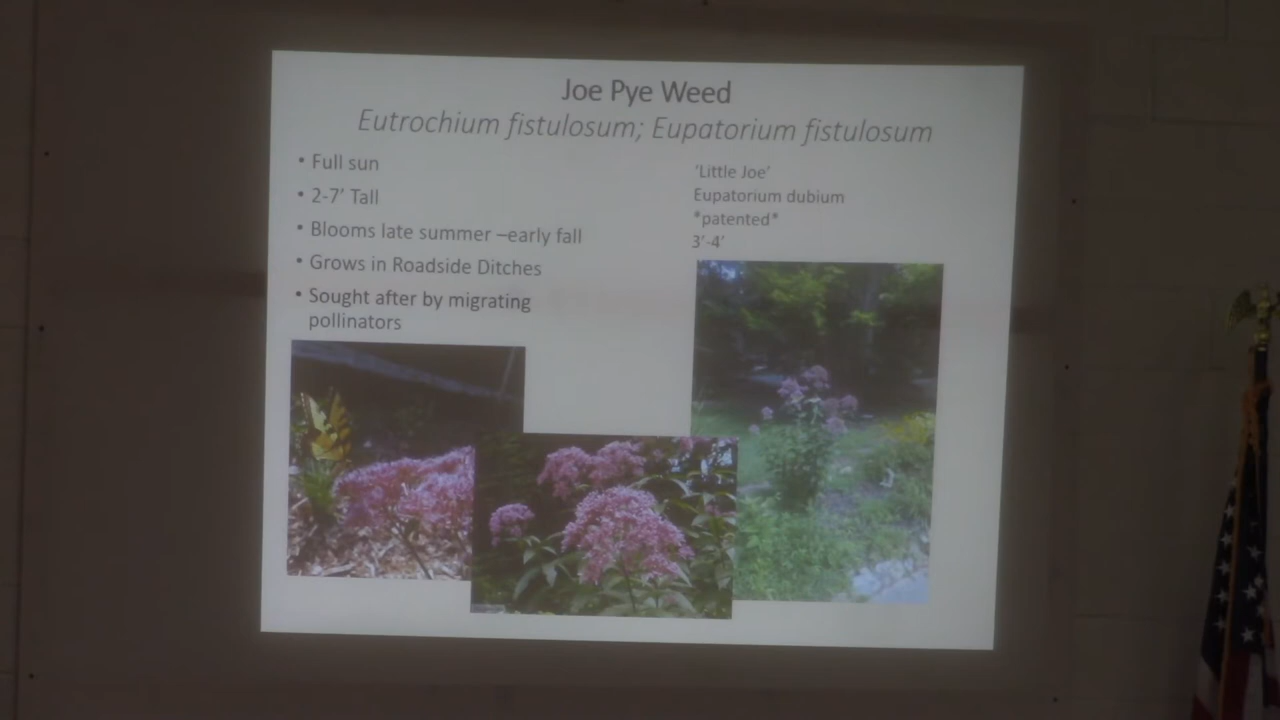 Joe Pye Weed
Eutrochium fistulosum; Eupatorium fistulosum
• Full sun
• 2-7' Tall
• Blooms late summer –early fall
• Grows in Roadside Ditches
• Sought after by migrating
pollinators
'Little Joe'
Eupatorium dubium
*patented*
3'-4'